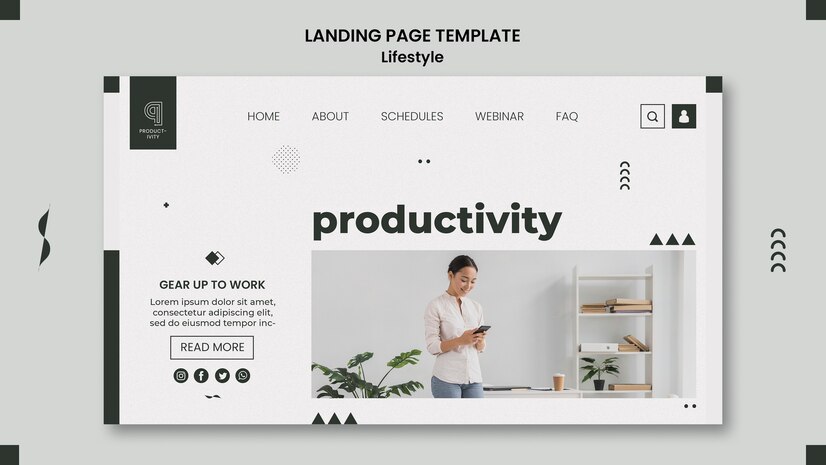 LANDING PAGE TEMPLATE
Lifestyle
PRODUCT-
IVITY
HOME ABOUT SCHEDULES WEBINAR FAQ
productivity
GEAR UP TO WORK
Lorem ipsum dolor sit amet,
consectetur adipiscing elit,
sed do eiusmod tempor inc-
READ MORE